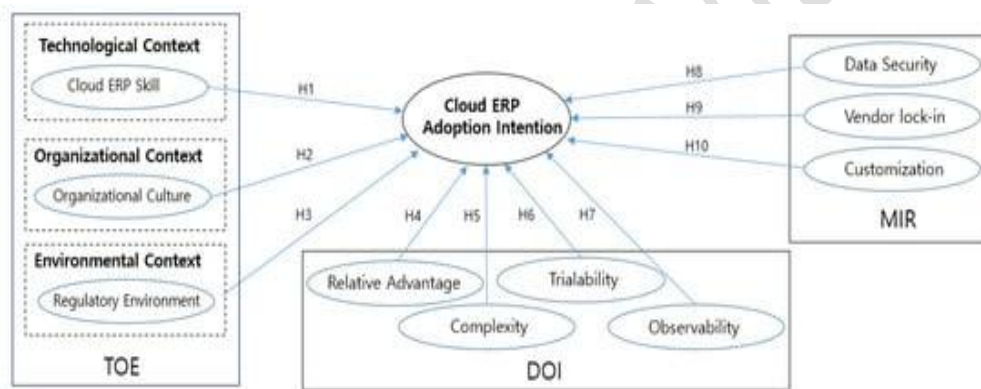 Technological Context
Cloud ERP Skill
Organizational Context
Organizational Culture
Environmental Context
Regulatory Environment
TOE
H1
H2
H3
Cloud ERP
Adoption Intention
H4
H5
H6
H7
Relative Advantage
Trialability
Complexity
Observability
DOI
H8
H9
H10
Data Security
Vendor lock-in
Customization
MIR